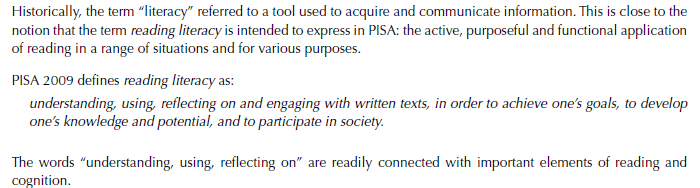 Historically, the term “literacy” referred to a tool used to acquire and communicate information. This is close to the
notion that the term reading literacy is intended to express in PISA: the active, purposeful and functional application
of reading in a range of situations and for various purposes.
PISA 2009 defines reading literacy as:
understanding, using, reflecting on and engaging with written texts, in order to achieve one’s goals, to develop
one’s knowledge and potential, and to participate in society.
The words “understanding, using, reflecting on” are readily connected with important elements of reading and
cognition.